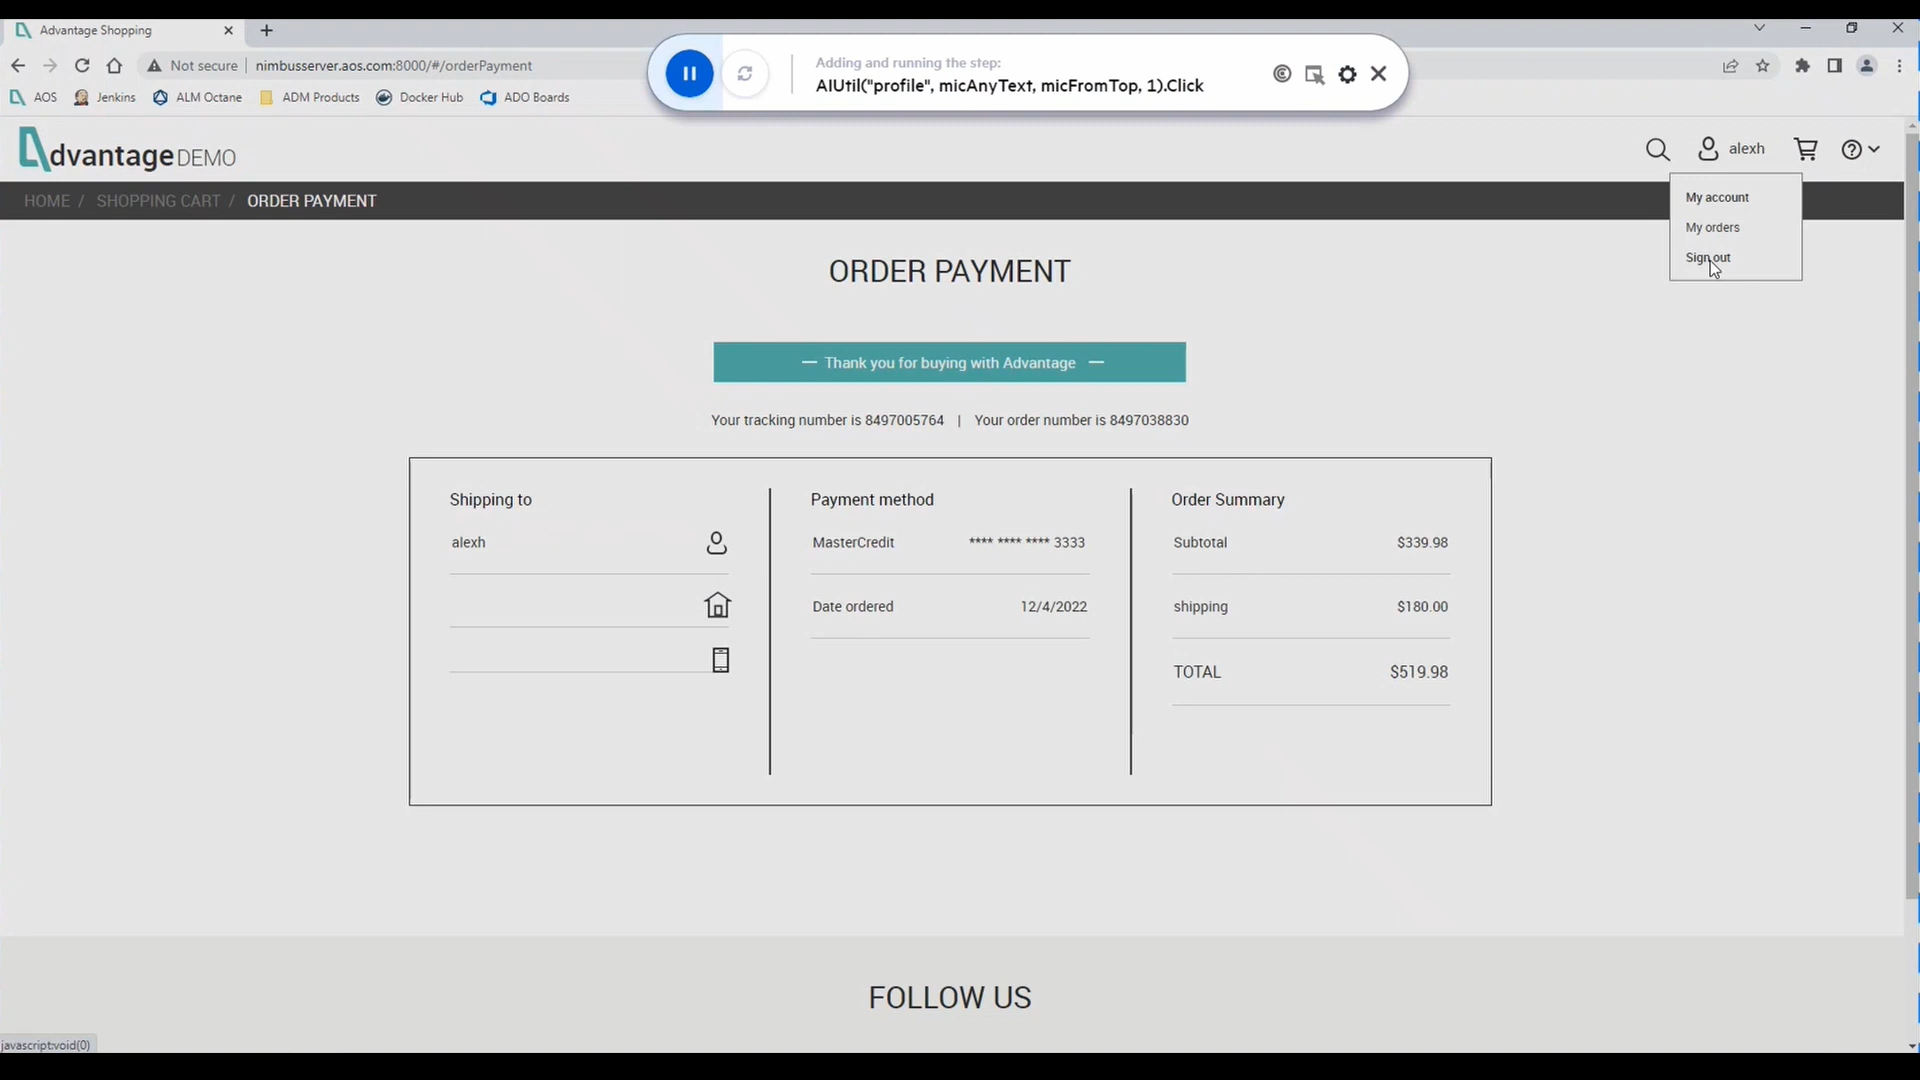 Advantage Shopping
Adding and running the step:
Not secure nimbusserver.aos.com:8000/#/orderPayment
AIUtil("profile", micAnyText, micFromTop, 1).Click
AOS Jenkins ALM Octane ADM Products Docker Hub ADO Boards
dvantage DEMO
alexh
HOME / SHOPPING CART / ORDER PAYMENT
My account
My orders
Sign out
ORDER PAYMENT
— Thank you for buying with Advantage —
Your tracking number is 8497005764 | Your order number is 8497038830
Shipping to Payment method Order Summary
alexh MasterCredit **** **** **** 3333 Subtotal $339.98
Date ordered 12/4/2022 shipping $180.00
TOTAL $519.98
FOLLOW US
javascript:void(0)